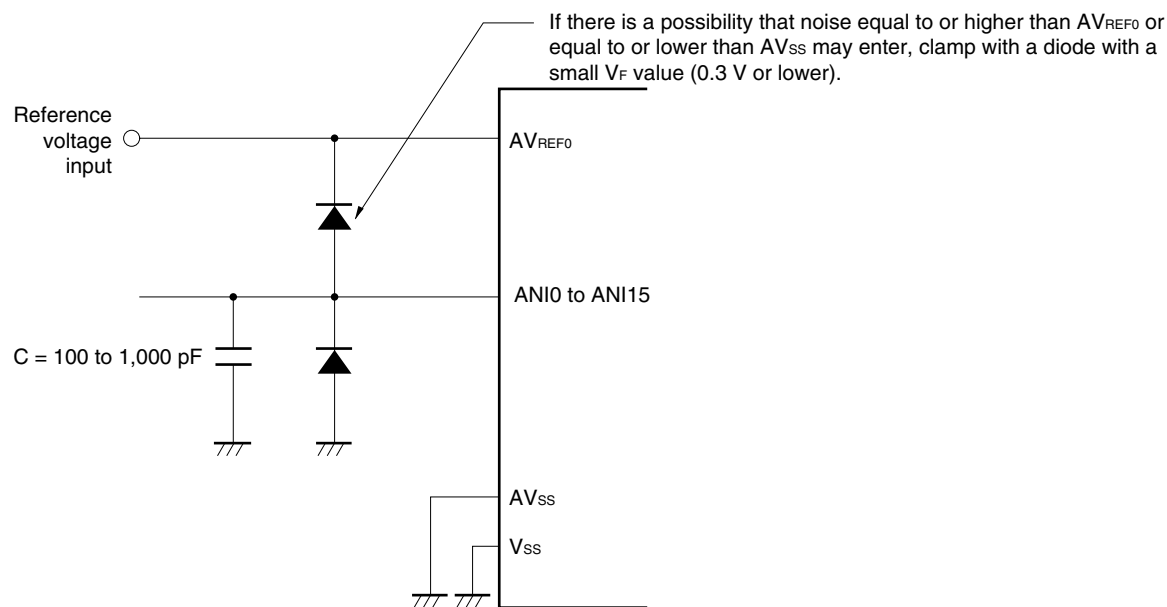 If there is a possibility that noise equal to or higher than AVREF0 or
equal to or lower than AVSS may enter, clamp with a diode with a
small VF value (0.3 V or lower).
Reference
voltage
input
AVREF0
ANI0 to ANI15
C = 100 to 1,000 pF
AVSS
VSS